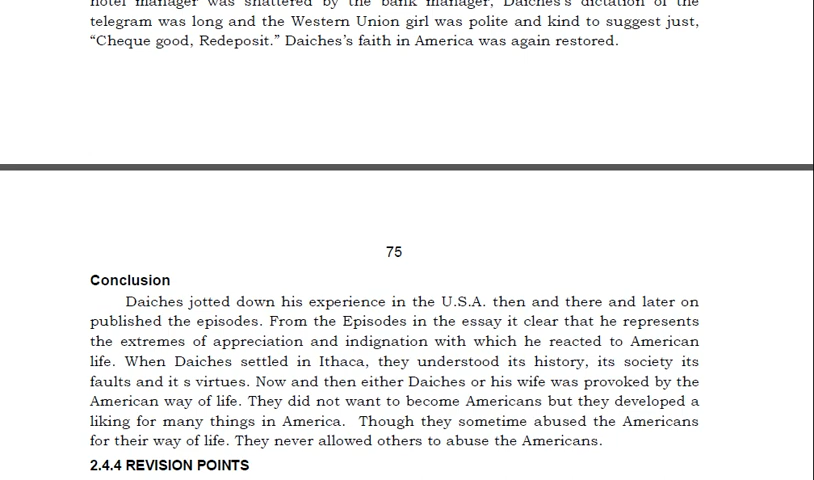 hotel manager was shattered by the bank manager, Daiches's dictation of the
telegram was long and the Western Union girl was polite and kind to suggest just,
“Cheque good, Redeposit.” Daiches’s faith in America was again restored.
75
Conclusion
Daiches jotted down his experience in the U.S.A. then and there and later on
published the episodes. From the Episodes in the essay it clear that he represents
the extremes of appreciation and indignation with which he reacted to American
life. When Daiches settled in Ithaca, they understood its history, its society its
faults and it s virtues. Now and then either Daiches or his wife was provoked by the
American way of life. They did not want to become Americans but they developed a
liking for many things in America. Though they sometime abused the Americans
for their way of life. They never allowed others to abuse the Americans.
2.4.4 REVISION POINTS